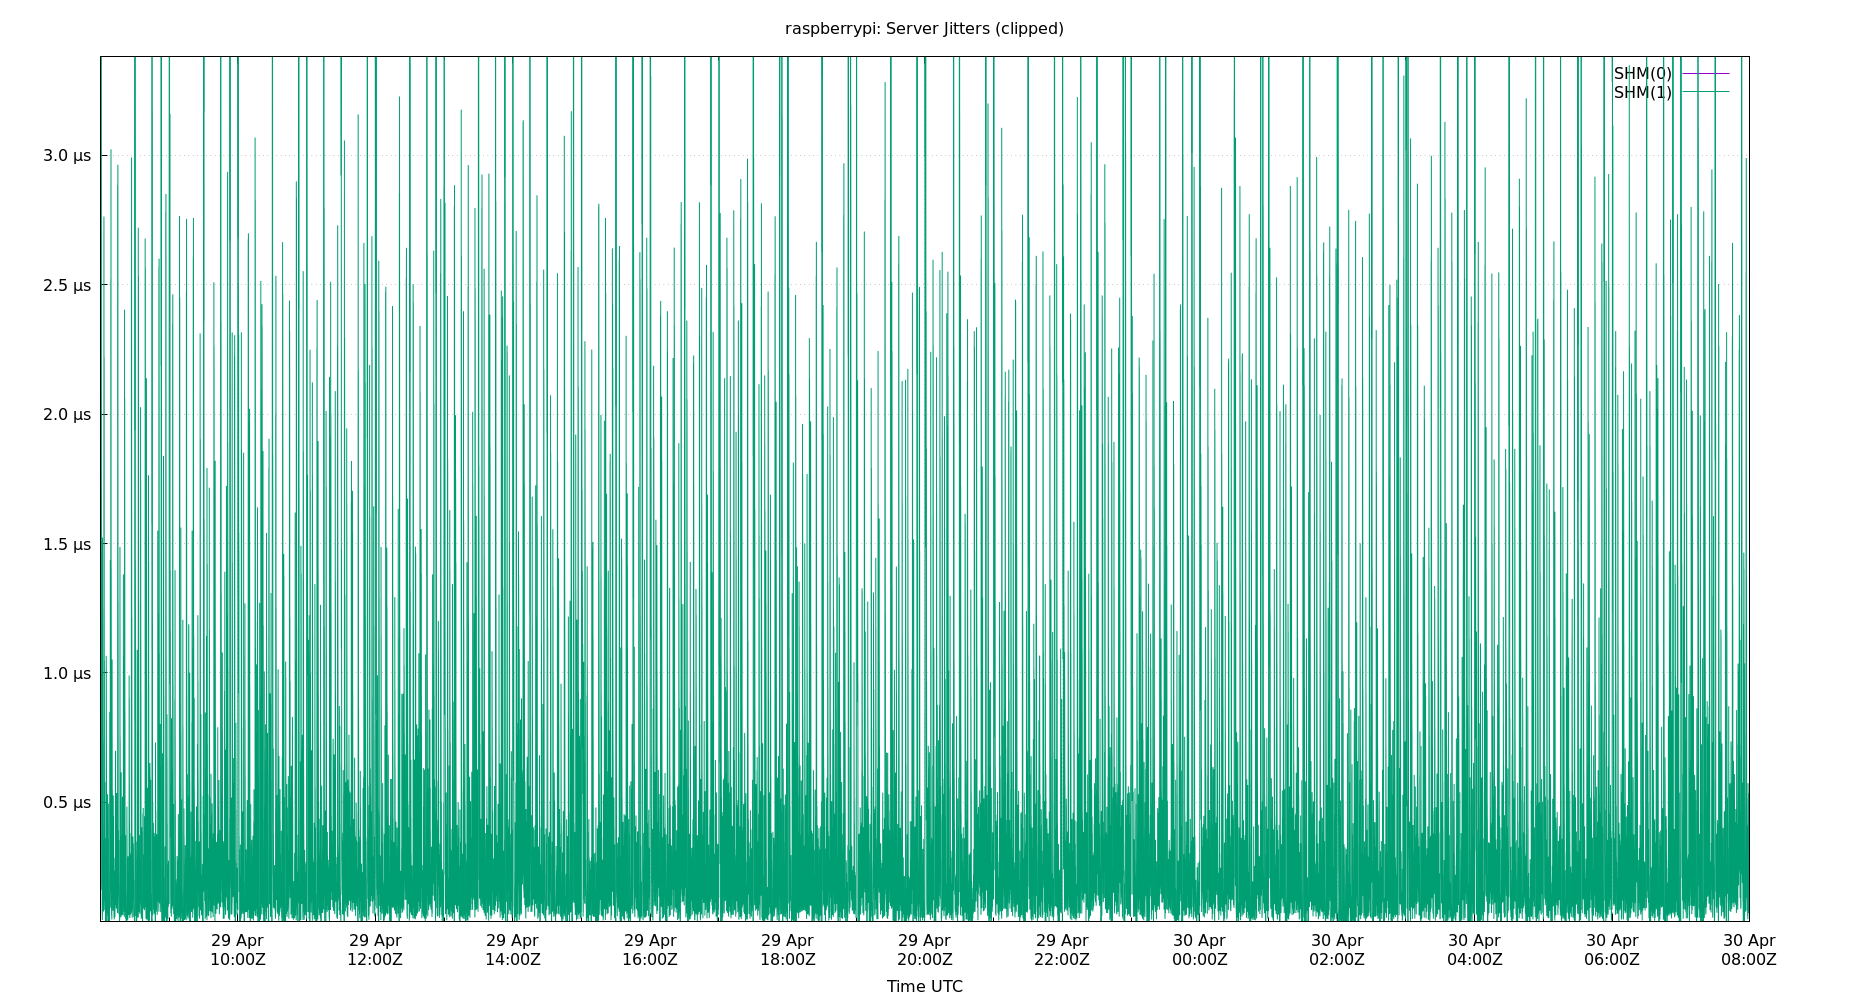 raspberrypi: Server Jitters (clipped)
SHM(0)
SHM(1)
3.0 µs
2.5 µs
2.0 µs
1.5 µs
1.0 µs
0.5 µs
29 Apr 29 Apr 29 Apr 29 Apr 29 Apr 29 Apr 29 Apr 30 Apr 30 Apr 30 Apr 30 Apr 30 Apr
10:00Z 12:00Z 14:00Z 16:00Z 18:00Z 20:00Z 22:00Z 00:00Z 02:00Z 04:00Z 06:00Z 08:00Z
Time UTC